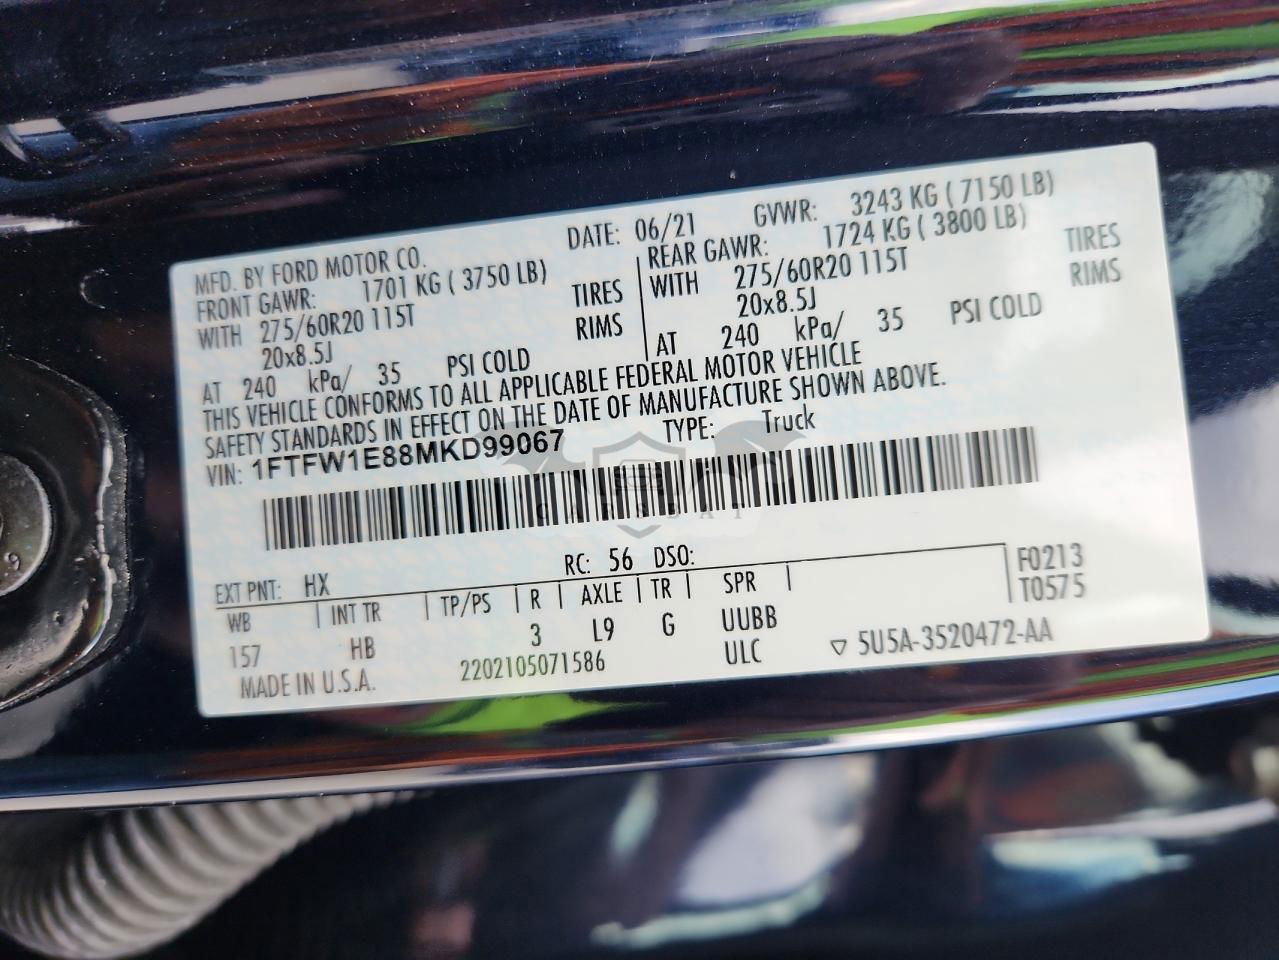 MFD. BY FORD MOTOR CO.
DATE: 06/21 GVWR: 3243 KG ( 7150 LB)
FRONT GAWR: 1701 KG ( 3750 LB)
REAR GAWR: 1724 KG ( 3800 LB)
WITH 275/60R20 115T TIRES
WITH 275/60R20 115T TIRES
20x8.5J RIMS
20x8.5J RIMS
AT 240 kPa/ 35 PSI COLD
AT 240 kPa/ 35 PSI COLD
THIS VEHICLE CONFORMS TO ALL APPLICABLE FEDERAL MOTOR VEHICLE
SAFETY STANDARDS IN EFFECT ON THE DATE OF MANUFACTURE SHOWN ABOVE.
VIN: 1FTFW1E88MKD99067 TYPE: Truck
CARSBAT
EXT PNT: HX RC: 56 DSO:
WB | INT TR | TP/PS | R | AXLE | TR | SPR | F0213
T0575
157 HB 3 L9 G UUBB
ULC
MADE IN U.S.A. 2202105071586 ▽ 5U5A-3520472-AA
9